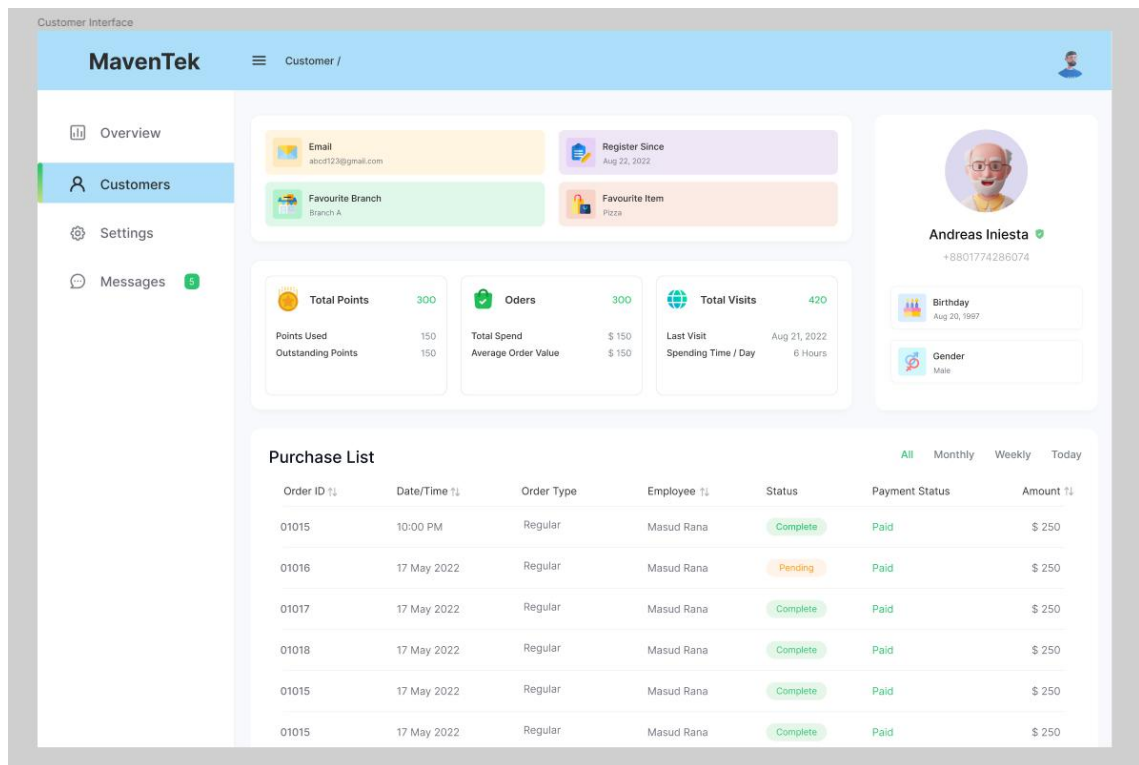 Customer Interface
MavenTek
Customer /
Overview
Customers
Settings
Messages 5
Email
abcd123@gmail.com
Register Since
Aug 22, 2022
Favourite Branch
Branch A
Favourite Item
Pizza
Total Points 300
Points Used 150
Outstanding Points 150
Oders 300
Total Spend $ 150
Average Order Value $ 150
Total Visits 420
Last Visit Aug 21, 2022
Spending Time / Day 6 Hours
Andreas Iniesta
+8801774286074
Birthday
Aug 20, 1997
Gender
Male
Purchase List
All Monthly Weekly Today
Order ID Date/Time Order Type Employee Status Payment Status Amount
01015 10:00 PM Regular Masud Rana Complete Paid $ 250
01016 17 May 2022 Regular Masud Rana Pending Paid $ 250
01017 17 May 2022 Regular Masud Rana Complete Paid $ 250
01018 17 May 2022 Regular Masud Rana Complete Paid $ 250
01015 17 May 2022 Regular Masud Rana Complete Paid $ 250
01015 17 May 2022 Regular Masud Rana Complete Paid $ 250